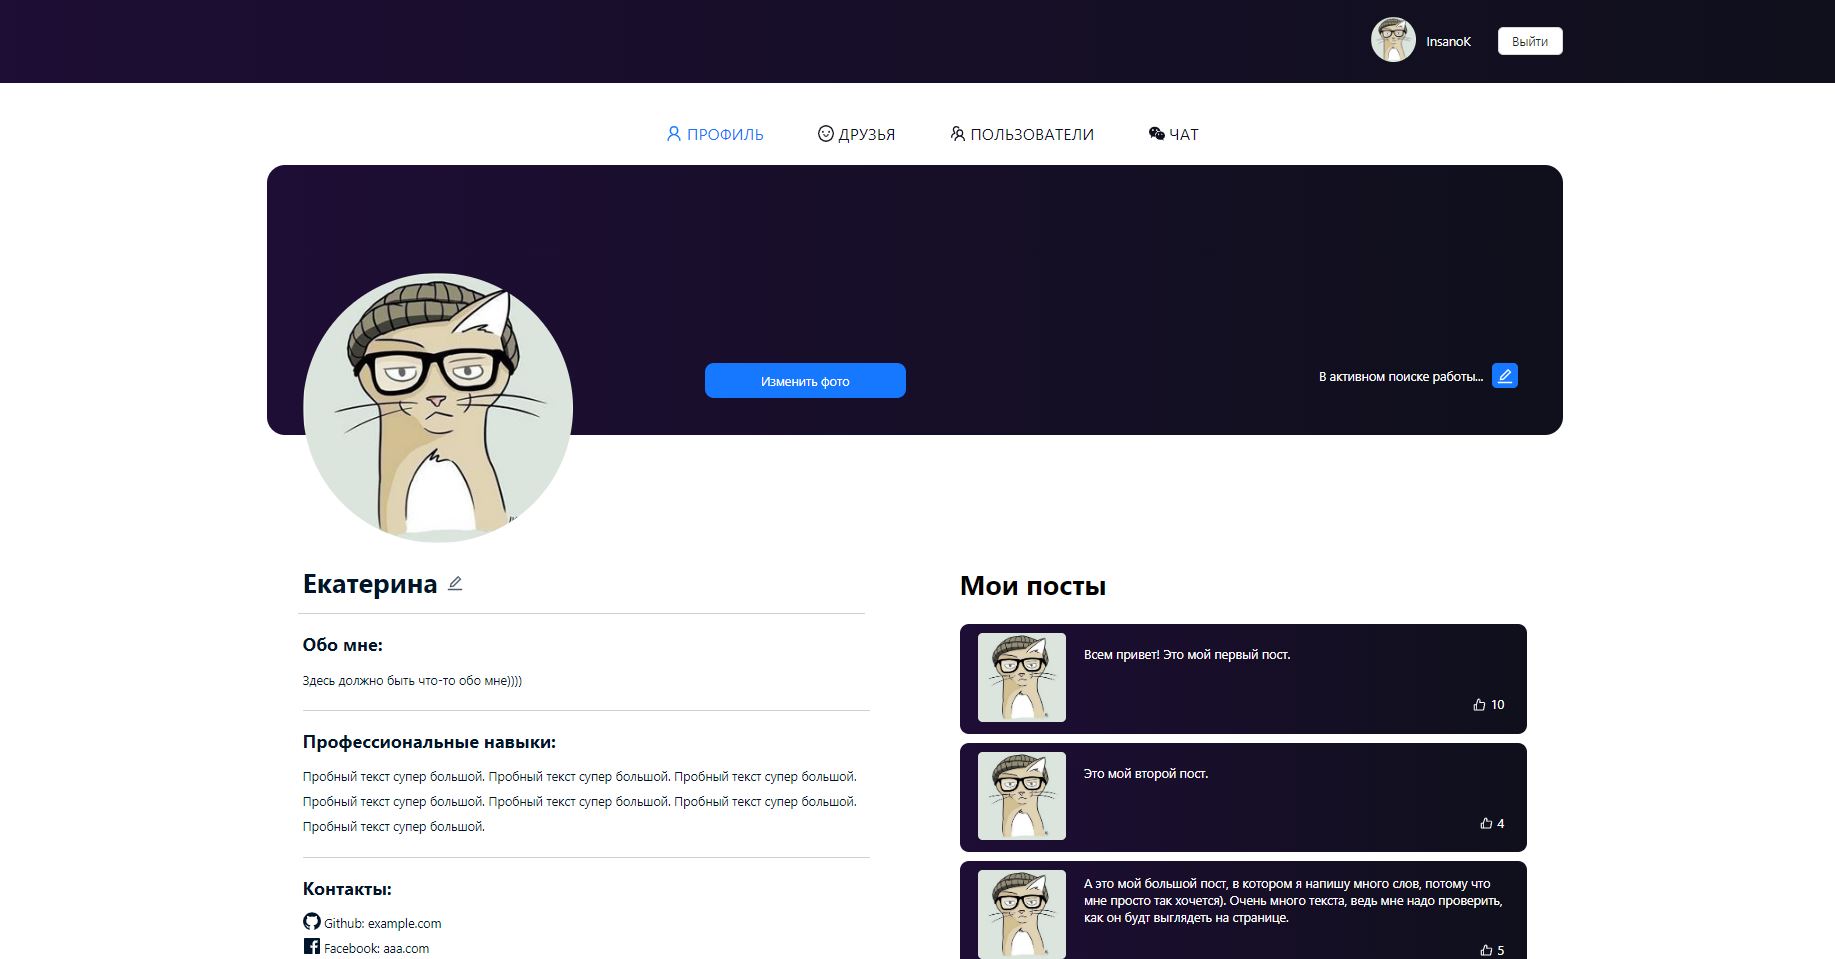 InsanoK
Выйти
ПРОФИЛЬ
ДРУЗЬЯ
ПОЛЬЗОВАТЕЛИ
ЧАТ
Изменить фото
В активном поиске работы...
Екатерина
Обо мне:
Здесь должно быть что-то обо мне))))
Профессиональные навыки:
Пробный текст супер большой. Пробный текст супер большой. Пробный текст супер большой.
Пробный текст супер большой. Пробный текст супер большой. Пробный текст супер большой.
Пробный текст супер большой.
Контакты:
Github: example.com
Facebook: aaa.com
Мои посты
Всем привет! Это мой первый пост.
10
Это мой второй пост.
4
А это мой большой пост, в котором я напишу много слов, потому что
мне просто так хочется). Очень много текста, ведь мне надо проверить,
как он будт выглядеть на странице.
5